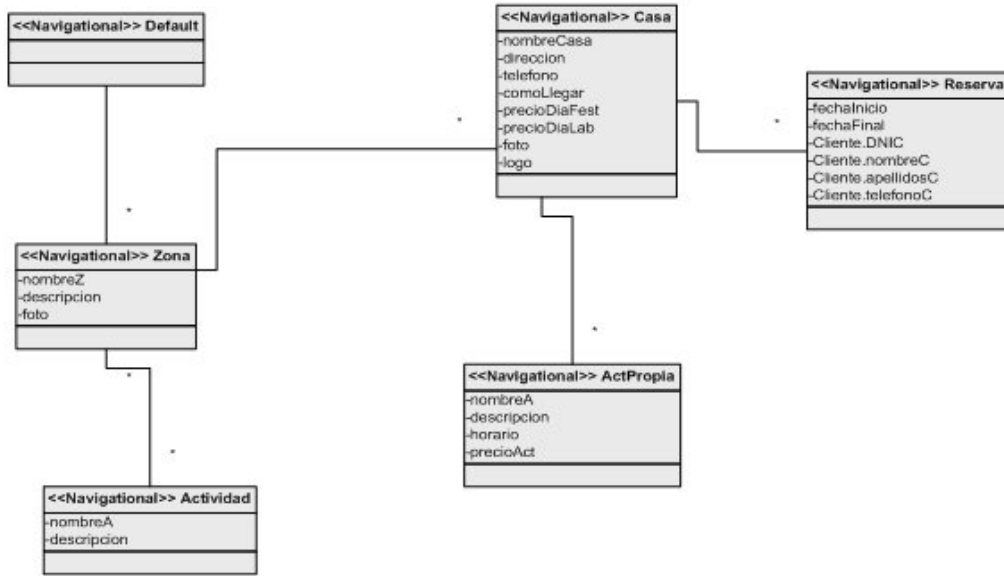 <<Navigational>> Default
<<Navigational>> Casa
-nombreCasa
-direccion
-telefono
-comoLlegar
-precioDiaFest
-precioDiaLab
-foto
-logo
<<Navigational>> Reserva
-fechaInicio
-fechaFinal
-Cliente.DNIC
-Cliente.nombreC
-Cliente.apellidosC
-Cliente.telefonoC
*
*
*
<<Navigational>> Zona
-nombreZ
-descripcion
-foto
*
*
<<Navigational>> ActPropia
-nombreA
-descripcion
-horario
-precioAct
*
<<Navigational>> Actividad
-nombreA
-descripcion